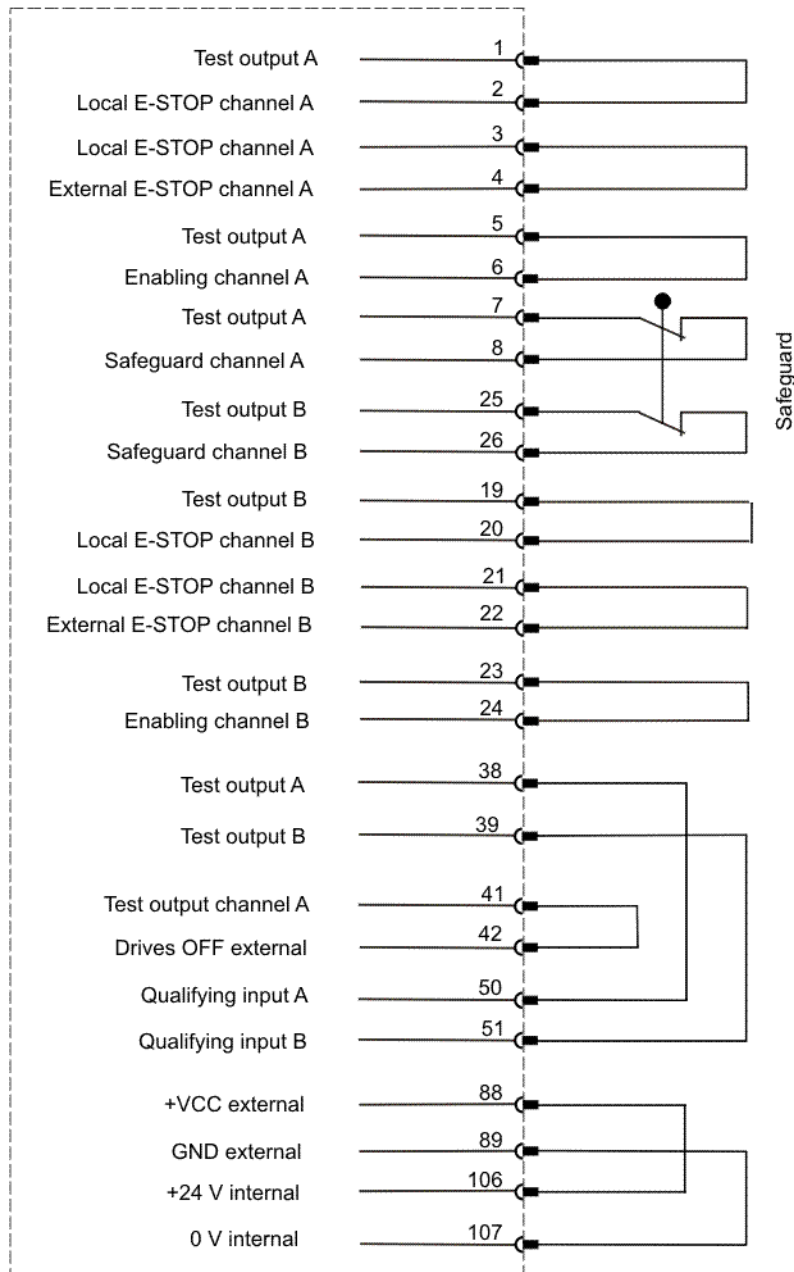 Test output A 1
Local E-STOP channel A 2
Local E-STOP channel A 3
External E-STOP channel A 4
Test output A 5
Enabling channel A 6
Test output A 7
Safeguard channel A 8
Test output B 25
Safeguard channel B 26
Test output B 19
Local E-STOP channel B 20
Local E-STOP channel B 21
External E-STOP channel B 22
Test output B 23
Enabling channel B 24
Test output A 38
Test output B 39
Test output channel A 41
Drives OFF external 42
Qualifying input A 50
Qualifying input B 51
+VCC external 88
GND external 89
+24 V internal 106
0 V internal 107
Safeguard